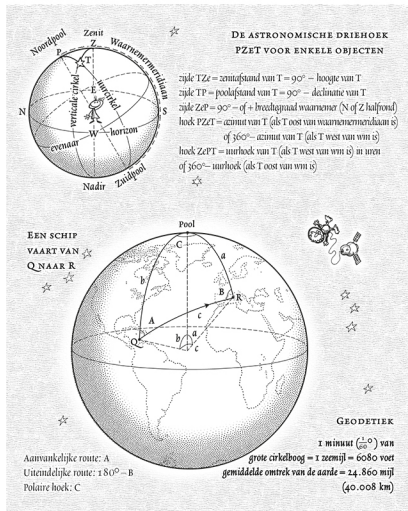 De astronomische driehoek
PZeT voor enkele objecten
Noordpool
Zenit
Waarnemermeridiaan
P
Z
T
verticale cirkel
uurcirkel
N
E
S
W
horizon
evenaar
Nadir
Zuidpool
zijde TZe = zenitafstand van T = 90° – hoogte van T
zijde TP = poolafstand van T = 90° – declinatie van T
zijde ZeP = 90° – of + breedtegraad waarnemer (N of Z halfrond)
hoek PZeT = azimut van T (als T oost van waarnemermeridiaan is)
of 360° – azimut van T (als T west van wm is)
hoek ZePT = uurhoek van T (als T west van wm is) in uren
of 360° – uurhoek (als T oost van wm is)
Een schip
vaart van
Q naar R
Pool
C
a
b
B
R
A
c
Q
b
a
c
Aanvankelijke route: A
Uiteindelijke route: 180° – B
Polaire hoek: C
Geodetiek
1 minuut (1/60°) van
grote cirkelboog = 1 zeemijl = 6080 voet
gemiddelde omtrek van de aarde = 24.860 mijl
(40.008 km)